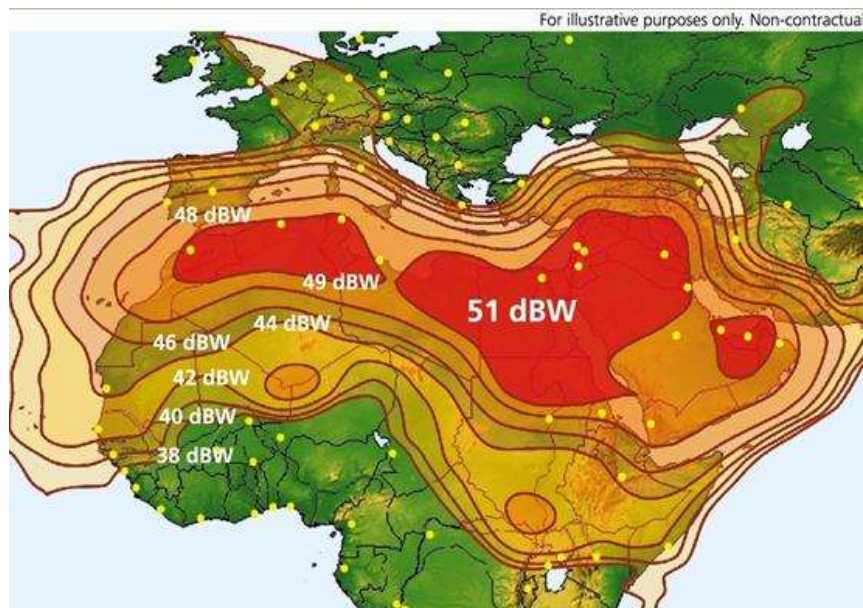 For illustrative purposes only. Non-contractual
48 dBW
49 dBW
51 dBW
44 dBW
46 dBW
42 dBW
40 dBW
38 dBW